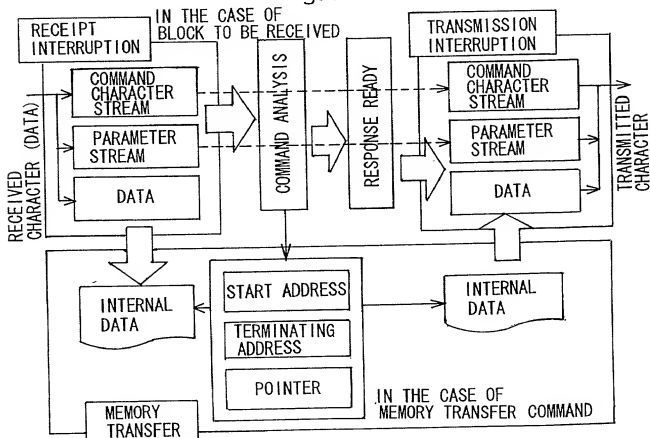 RECEIPT
INTERRUPTION
IN THE CASE OF
BLOCK TO BE RECEIVED
TRANSMISSION
INTERRUPTION
RECEIVED
CHARACTER (DATA)
COMMAND
CHARACTER
STREAM
PARAMETER
STREAM
DATA
COMMAND ANALYSIS
RESPONSE READY
COMMAND
CHARACTER
STREAM
PARAMETER
STREAM
DATA
TRANSMITTED
CHARACTER
INTERNAL
DATA
START ADDRESS
TERMINATING
ADDRESS
POINTER
INTERNAL
DATA
IN THE CASE OF
MEMORY TRANSFER COMMAND
MEMORY
TRANSFER